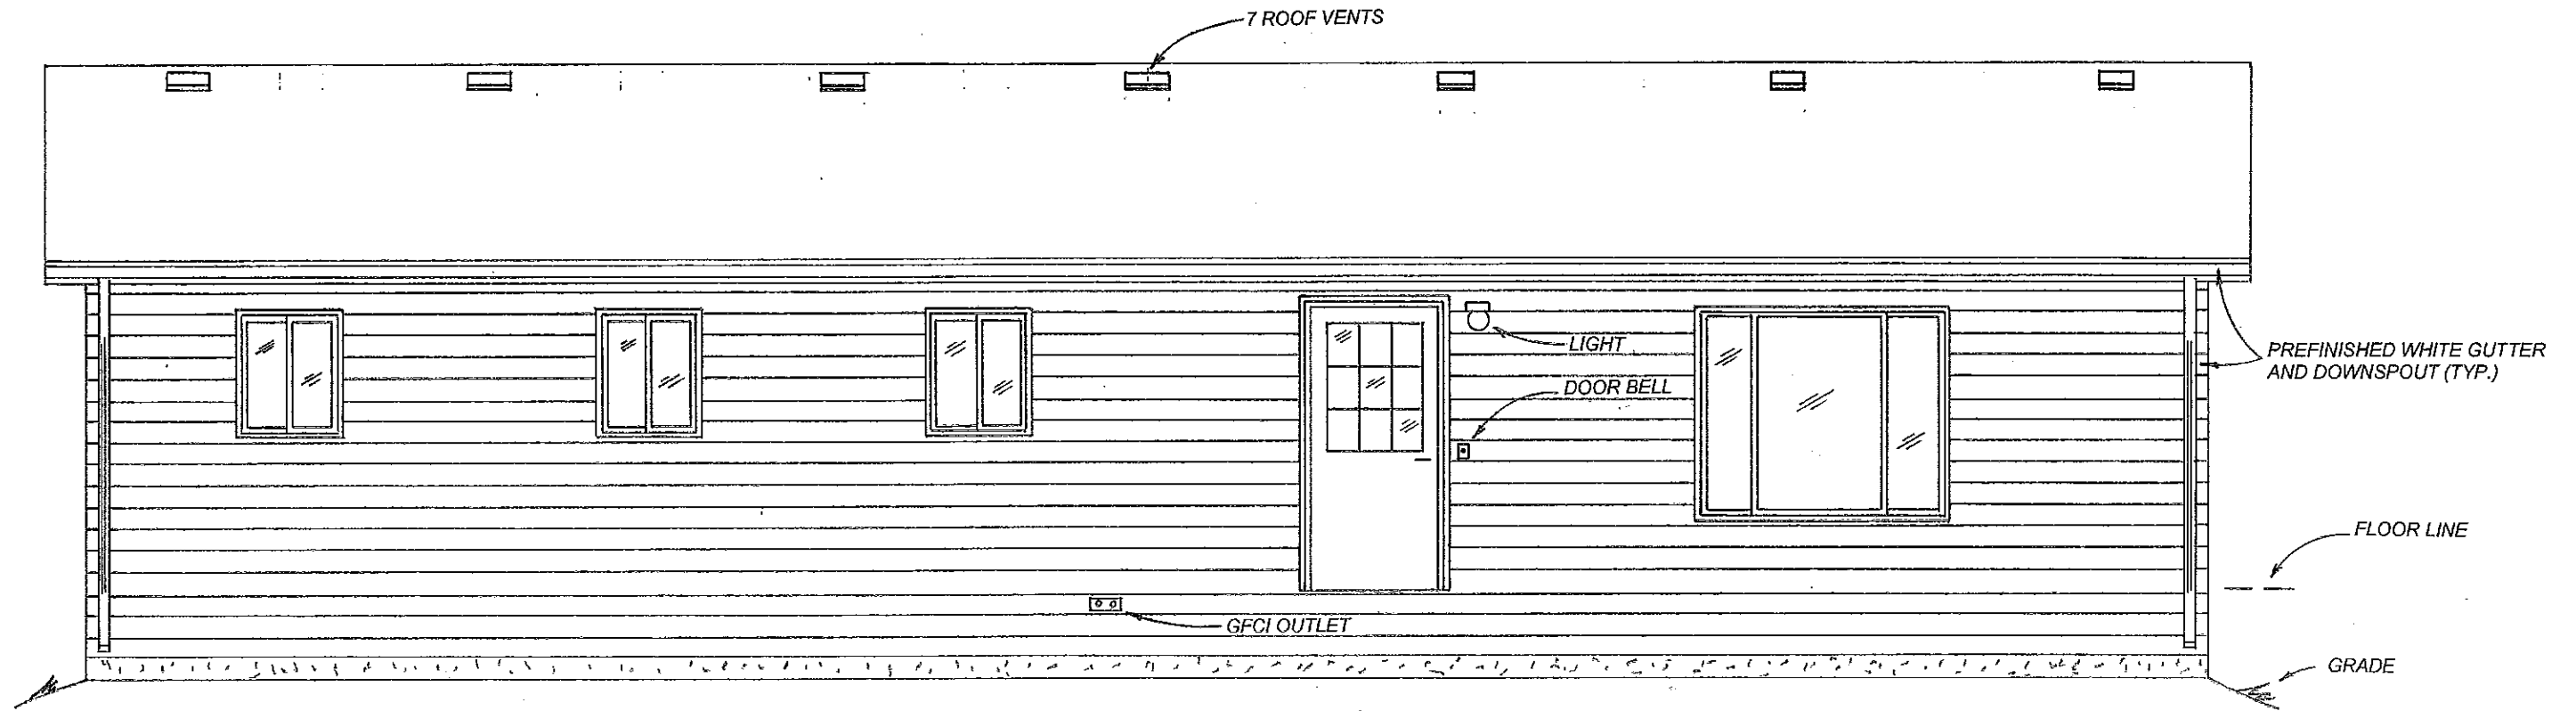 7 ROOF VENTS
LIGHT
DOOR BELL
PREFINISHED WHITE GUTTER
AND DOWNSPOUT (TYP.)
FLOOR LINE
GFCI OUTLET
GRADE